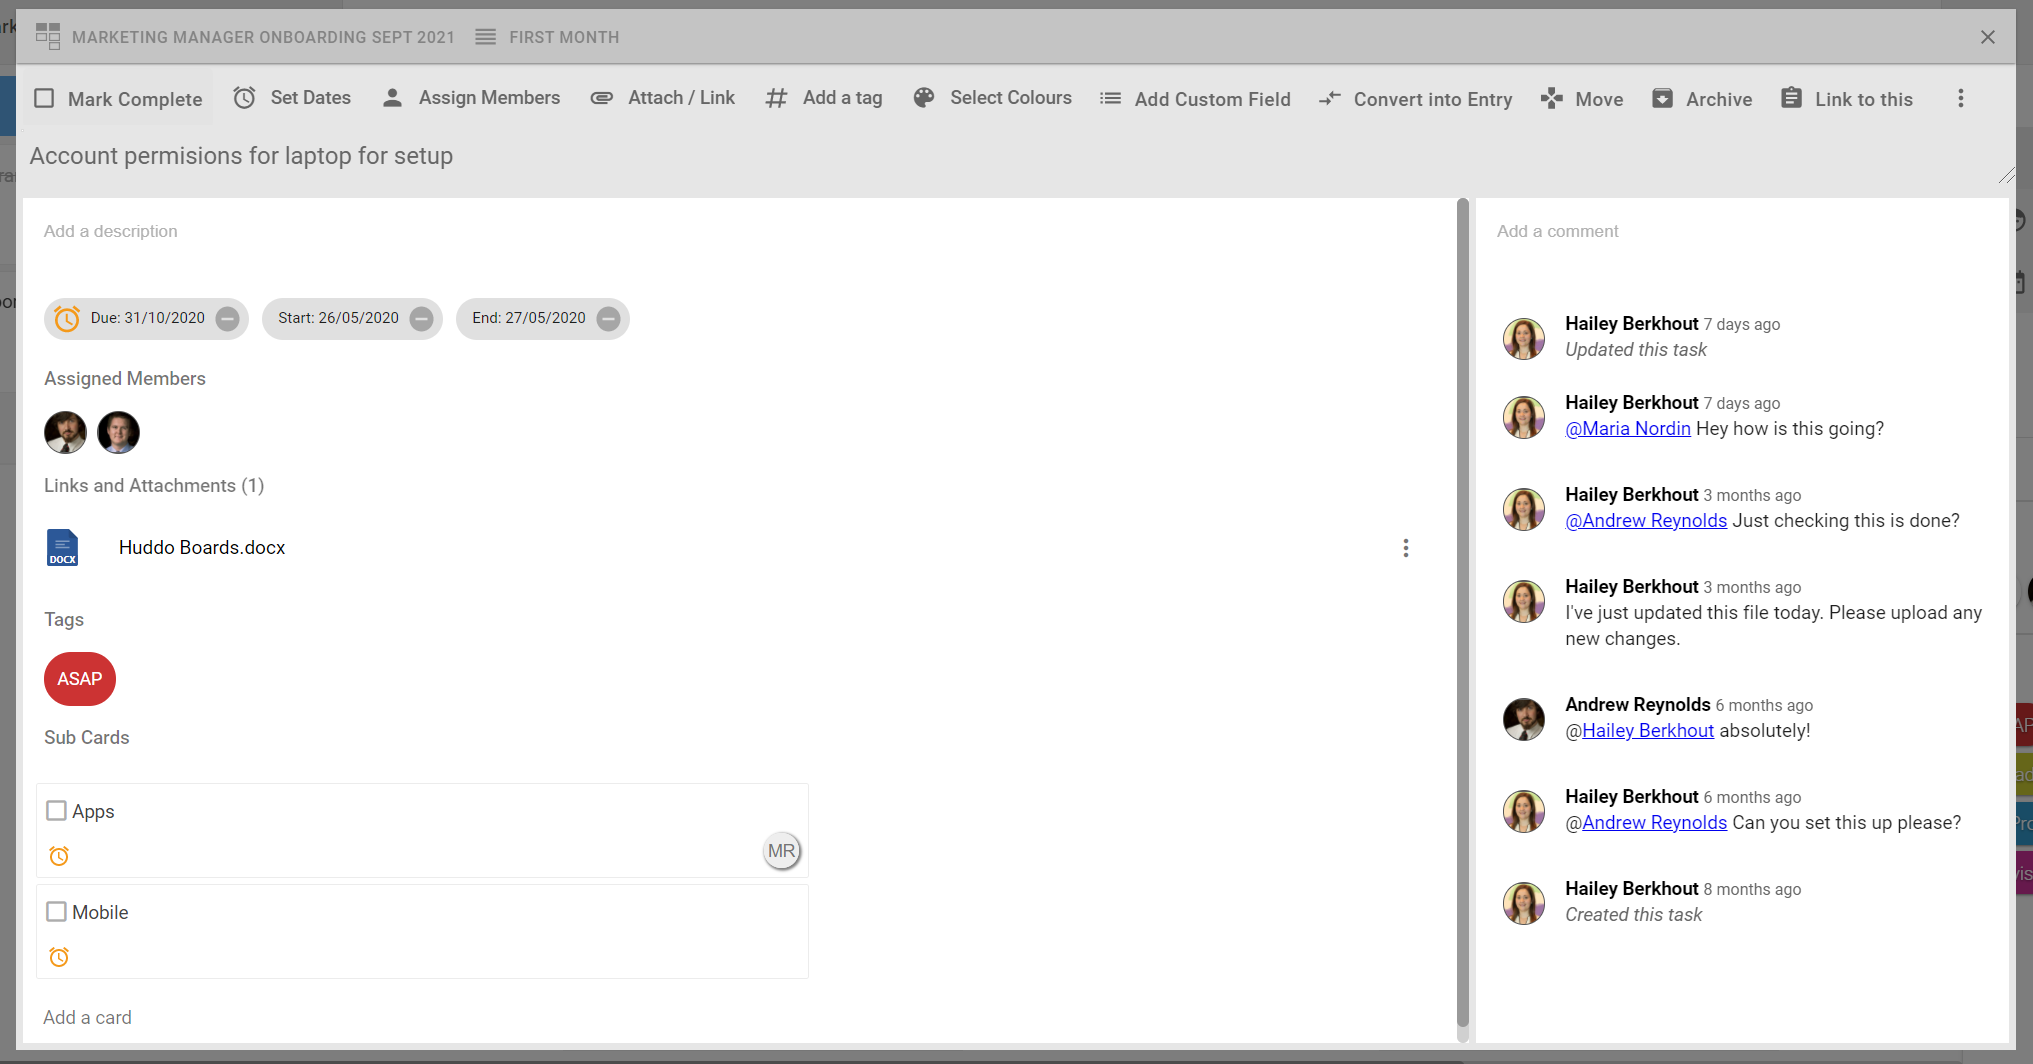 MARKETING MANAGER ONBOARDING SEPT 2021 FIRST MONTH
Mark Complete Set Dates Assign Members Attach / Link Add a tag Select Colours Add Custom Field Convert into Entry Move Archive Link to this
Account permisions for laptop for setup
Add a description
Due: 31/10/2020 Start: 26/05/2020 End: 27/05/2020
Assigned Members
Links and Attachments (1)
DOCX Huddo Boards.docx
Tags
ASAP
Sub Cards
Apps
MR
Mobile
Add a card
Add a comment
Hailey Berkhout 7 days ago
Updated this task
Hailey Berkhout 7 days ago
@Maria Nordin Hey how is this going?
Hailey Berkhout 3 months ago
@Andrew Reynolds Just checking this is done?
Hailey Berkhout 3 months ago
I've just updated this file today. Please upload any
new changes.
Andrew Reynolds 6 months ago
@Hailey Berkhout absolutely!
Hailey Berkhout 6 months ago
@Andrew Reynolds Can you set this up please?
Hailey Berkhout 8 months ago
Created this task